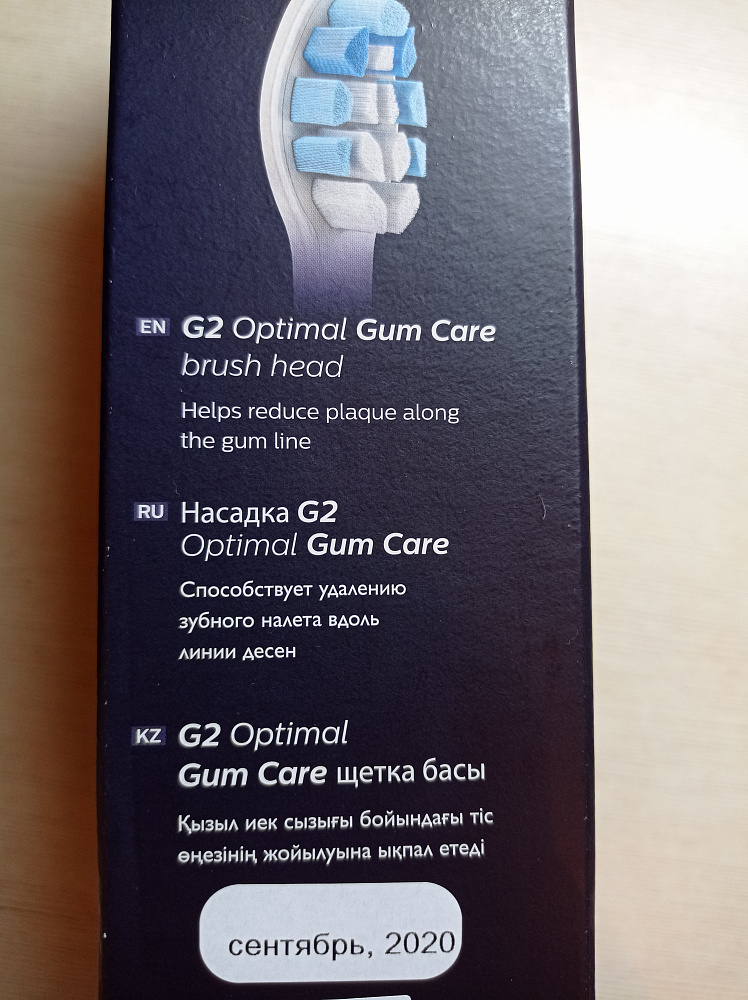 EN G2 Optimal Gum Care
brush head
Helps reduce plaque along
the gum line
RU Насадка G2
Optimal Gum Care
Способствует удалению
зубного налета вдоль
линии десен
KZ G2 Optimal
Gum Care щетка басы
Қызыл иек сызығы бойындағы тіс
өңезінің жойылуына ықпал етеді
сентябрь, 2020